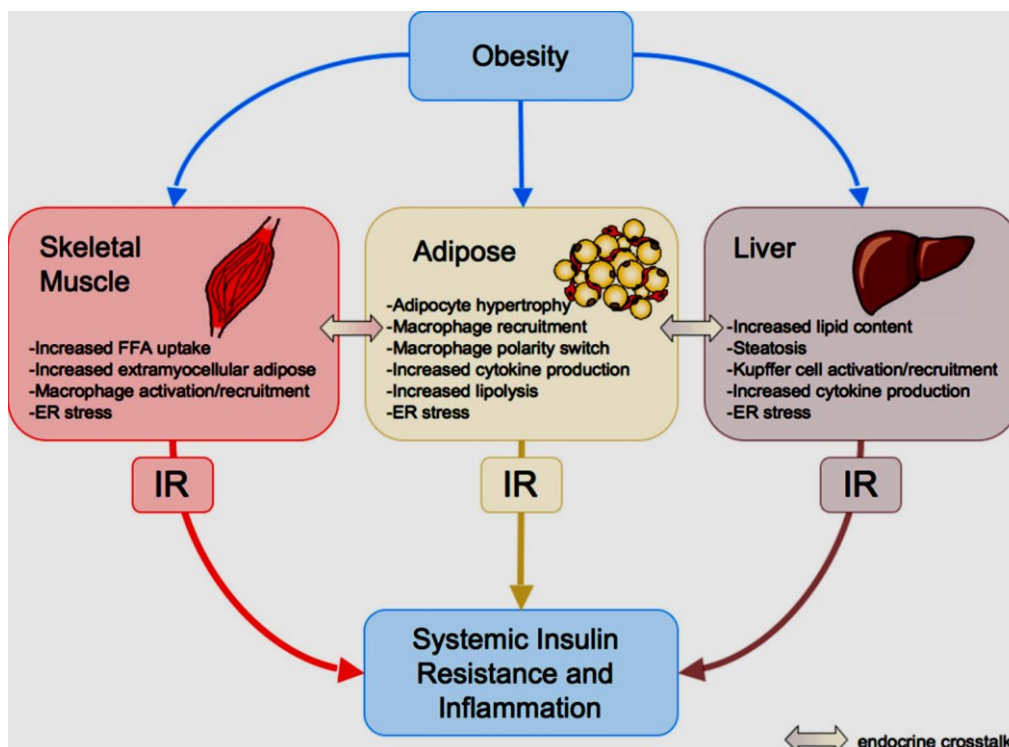 Obesity
Skeletal
Muscle
-Increased FFA uptake
-Increased extramyocellular adipose
-Macrophage activation/recruitment
-ER stress
Adipose
-Adipocyte hypertrophy
-Macrophage recruitment
-Macrophage polarity switch
-Increased cytokine production
-Increased lipolysis
-ER stress
Liver
-Increased lipid content
-Steatosis
-Kupffer cell activation/recruitment
-Increased cytokine production
-ER stress
IR
IR
IR
Systemic Insulin
Resistance and
Inflammation
endocrine crosstalk